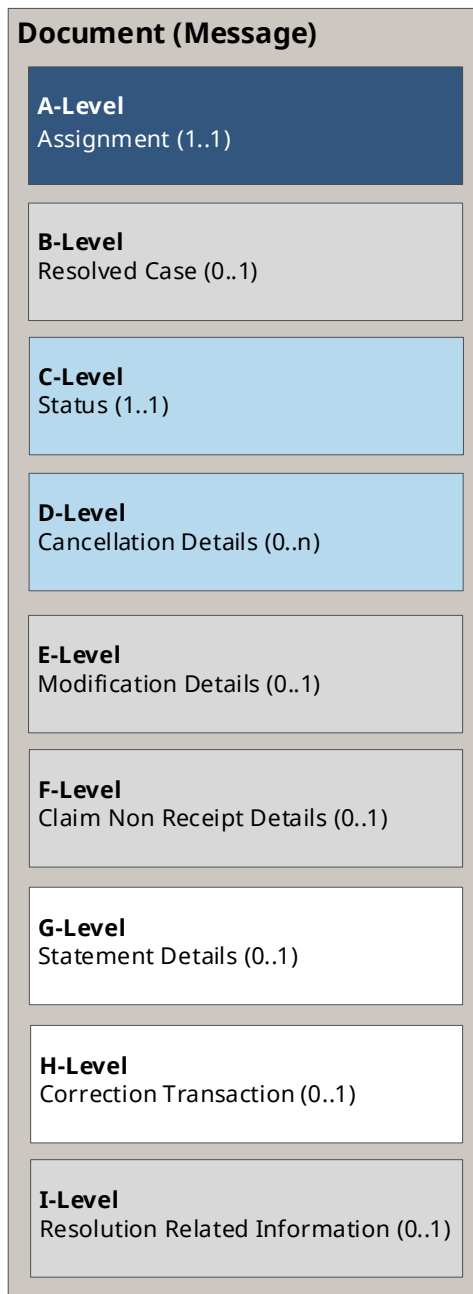 Document (Message)
A-Level
Assignment (1..1)
B-Level
Resolved Case (0..1)
C-Level
Status (1..1)
D-Level
Cancellation Details (0..n)
E-Level
Modification Details (0..1)
F-Level
Claim Non Receipt Details (0..1)
G-Level
Statement Details (0..1)
H-Level
Correction Transaction (0..1)
I-Level
Resolution Related Information (0..1)